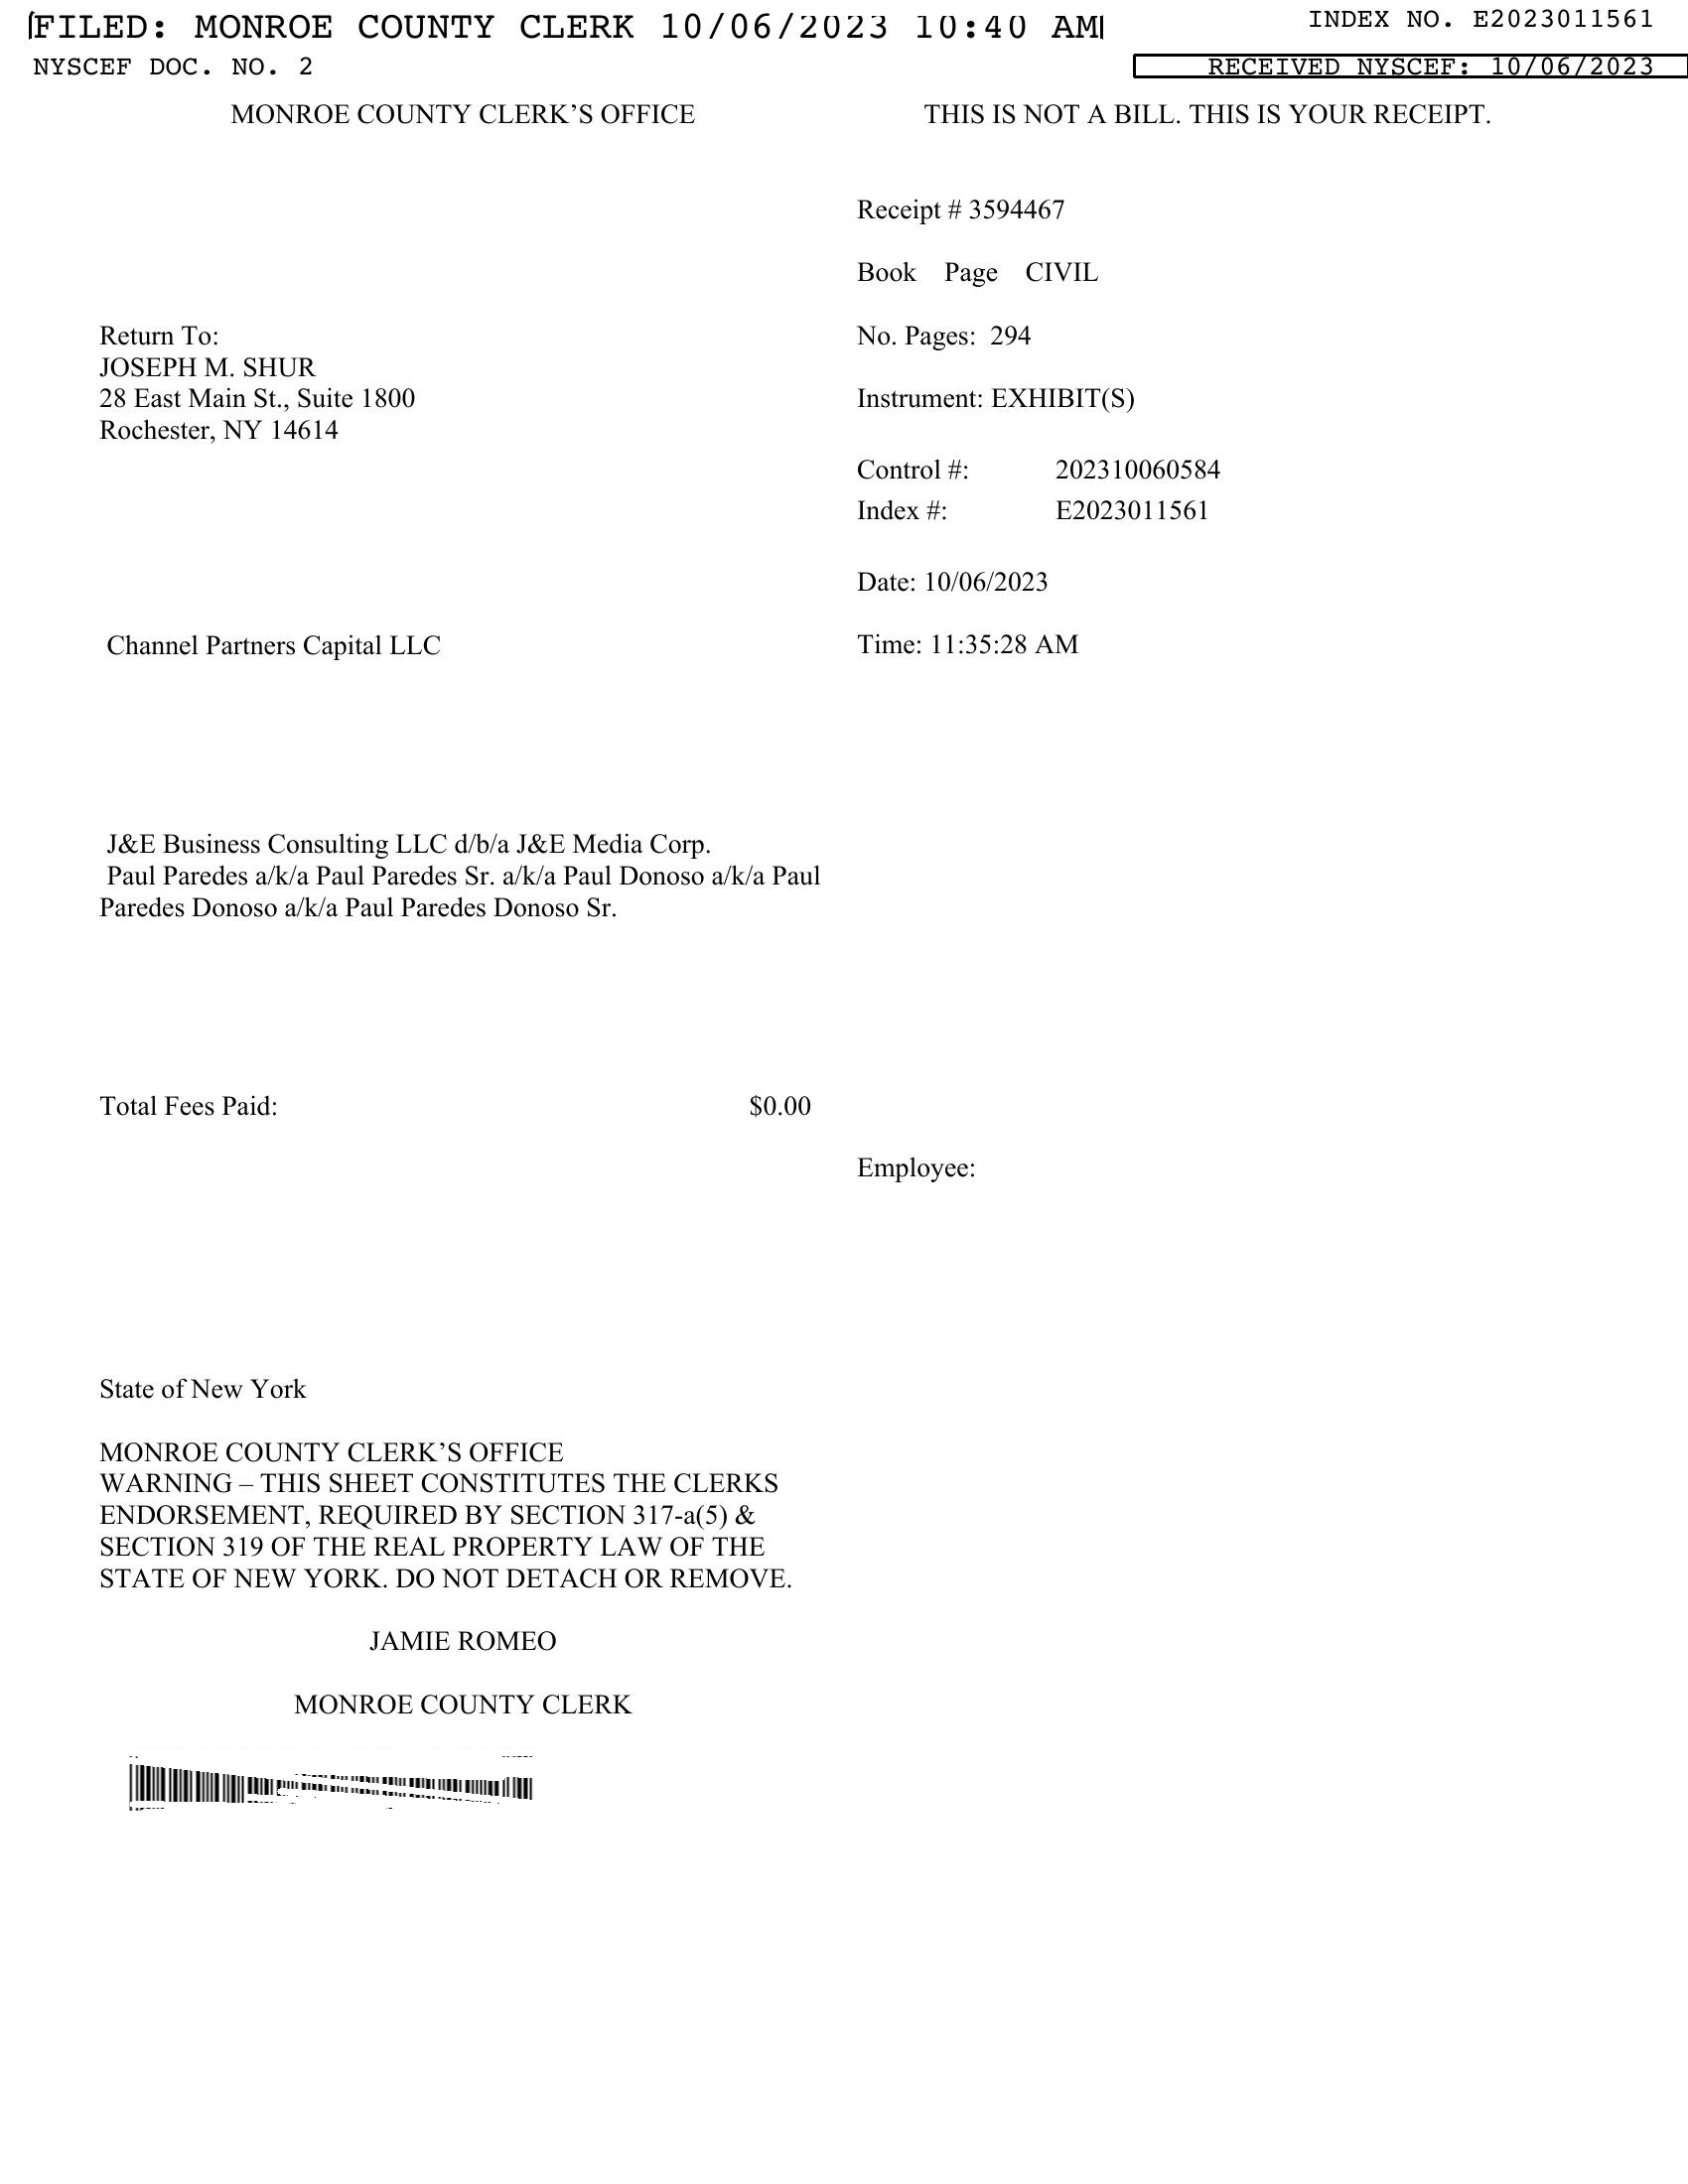 FILED: MONROE COUNTY CLERK 10/06/2023 10:40 AM
INDEX NO. E2023011561
NYSCEF DOC. NO. 2
RECEIVED NYSCEF: 10/06/2023
MONROE COUNTY CLERK’S OFFICE
THIS IS NOT A BILL. THIS IS YOUR RECEIPT.
Receipt # 3594467
Book Page CIVIL
Return To:
No. Pages: 294
JOSEPH M. SHUR
28 East Main St., Suite 1800
Instrument: EXHIBIT(S)
Rochester, NY 14614
Control #: 202310060584
Index #: E2023011561
Date: 10/06/2023
Channel Partners Capital LLC
Time: 11:35:28 AM
J&E Business Consulting LLC d/b/a J&E Media Corp.
Paul Paredes a/k/a Paul Paredes Sr. a/k/a Paul Donoso a/k/a Paul
Paredes Donoso a/k/a Paul Paredes Donoso Sr.
Total Fees Paid: $0.00
Employee:
State of New York
MONROE COUNTY CLERK’S OFFICE
WARNING – THIS SHEET CONSTITUTES THE CLERKS
ENDORSEMENT, REQUIRED BY SECTION 317-a(5) &
SECTION 319 OF THE REAL PROPERTY LAW OF THE
STATE OF NEW YORK. DO NOT DETACH OR REMOVE.
JAMIE ROMEO
MONROE COUNTY CLERK